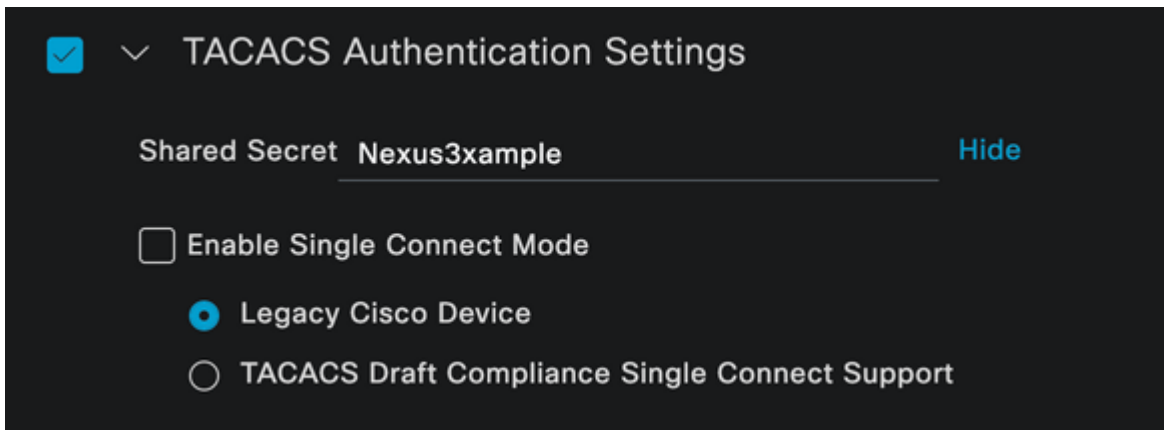 TACACS Authentication Settings
Shared Secret Nexus3xample Hide
Enable Single Connect Mode
Legacy Cisco Device
TACACS Draft Compliance Single Connect Support